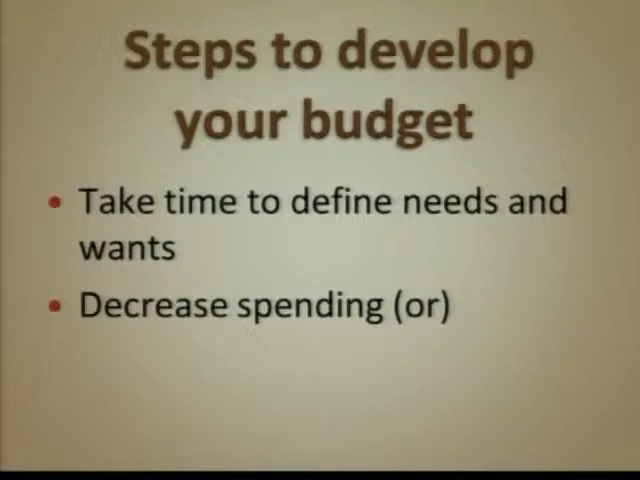 Steps to develop
your budget
• Take time to define needs and
wants
• Decrease spending (or)